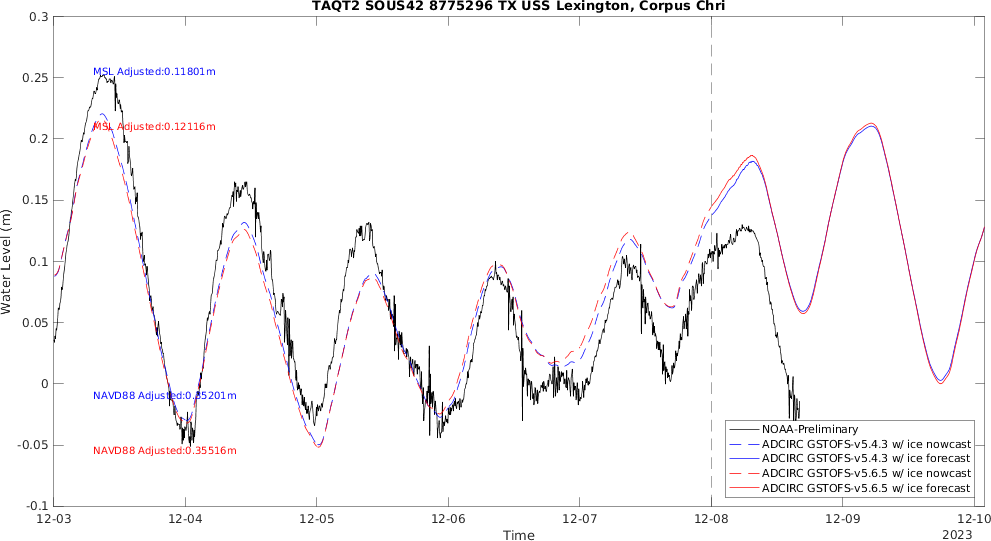 TAQT2 SOUS42 8775296 TX USS Lexington, Corpus Chri
0.3
0.25
0.2
0.15
0.1
0.05
0
-0.05
-0.1
Water Level (m)
MSL Adjusted:0.11801m
MSL Adjusted:0.12116m
NAVD88 Adjusted:0.35201m
NAVD88 Adjusted:0.35516m
NOAA-Preliminary
ADCIRC GSTOFS-v5.4.3 w/ ice nowcast
ADCIRC GSTOFS-v5.4.3 w/ ice forecast
ADCIRC GSTOFS-v5.6.5 w/ ice nowcast
ADCIRC GSTOFS-v5.6.5 w/ ice forecast
12-03 12-04 12-05 12-06 12-07 12-08 12-09 12-10
Time
2023